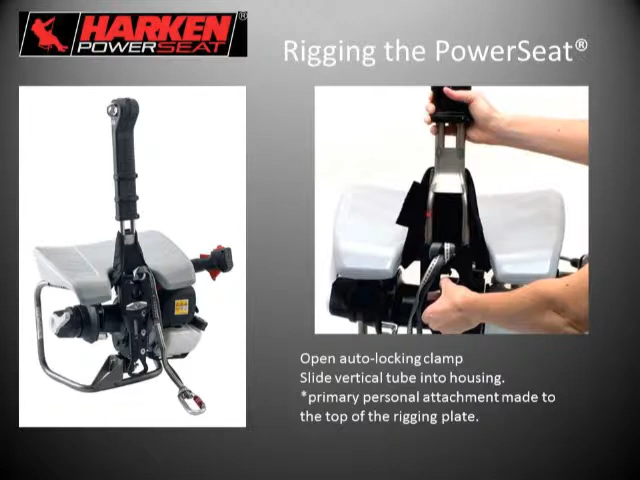 HARKEN®
POWERSEAT
Rigging the PowerSeat®
Open auto-locking clamp
Slide vertical tube into housing.
*primary personal attachment made to
the top of the rigging plate.